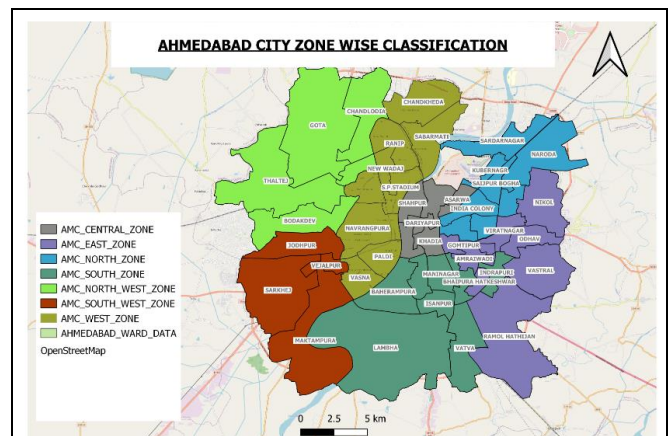 AHMEDABAD CITY ZONE WISE CLASSIFICATION
CHANDKHEDA
CHANDLODIA
GOTA
SABARMATI
SARDARNAGAR
RANIP
NARODA
KUBERNAGR
NEW WADAJ
SAIJPUR BOGHA
THALTEJ
S.P.STADIUM
ASARWA
NIKOL
SHAHPUR
INDIA COLONY
BODAKDEV
DARIYAPUR
NAVRANGPURA
VIRATNAGAR
KHADIA
ODHAV
JODHPUR
GOMTIPUR
PALDI
AMRAIWADI
VEJALPUR
MANINAGAR
INDRAPURI
VASTRAL
VASNA
BHAIPURA HATKESHWAR
SARKHEJ
BAHERAMPURA
ISANPUR
RAMOL HATHIJAN
MAKTAMPURA
LAMBHA
VATVA
AMC_CENTRAL_ZONE
AMC_EAST_ZONE
AMC_NORTH_ZONE
AMC_SOUTH_ZONE
AMC_NORTH_WEST_ZONE
AMC_SOUTH_WEST_ZONE
AMC_WEST_ZONE
AHMEDABAD_WARD_DATA
OpenStreetMap
0 2.5 5 km